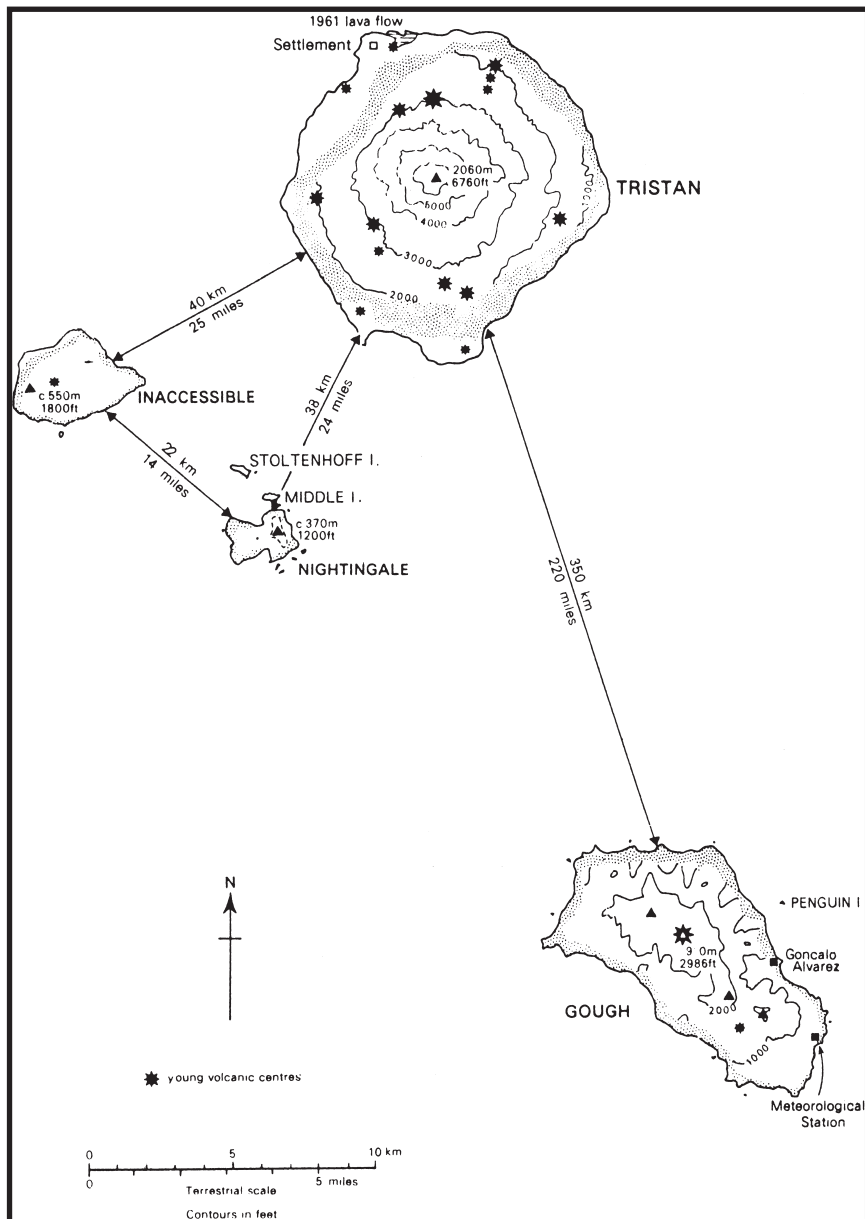 1961 lava flow
Settlement
2060m
6760ft
TRISTAN
6000
4000
3000
2000
1000
40 km
25 miles
c 550m
1800ft
INACCESSIBLE
38 km
24 miles
22 km
14 miles
STOLTENHOFF I.
MIDDLE I.
c 370m
1200ft
NIGHTINGALE
350 km
220 miles
N
PENGUIN I
Goncalo
Alvarez
9 0m
2986ft
GOUGH
2000
1000
Meteorological
Station
young volcanic centres
0 5 10 km
0 5 miles
Terrestrial scale
Contours in feet